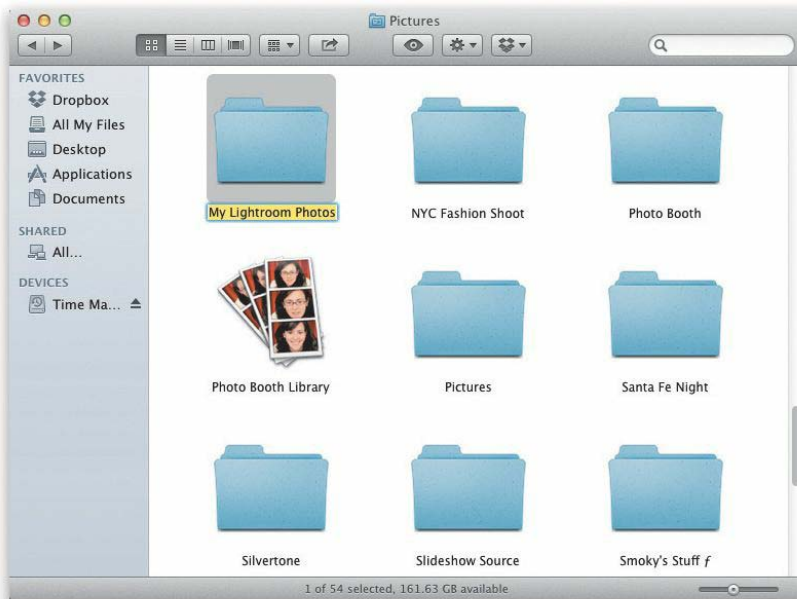 Pictures
FAVORITES
Dropbox
All My Files
Desktop
Applications
Documents
SHARED
All...
DEVICES
Time Ma...
My Lightroom Photos
NYC Fashion Shoot
Photo Booth
Photo Booth Library
Pictures
Santa Fe Night
Silvertone
Slideshow Source
Smoky's Stuff ƒ
1 of 54 selected, 161.63 GB available